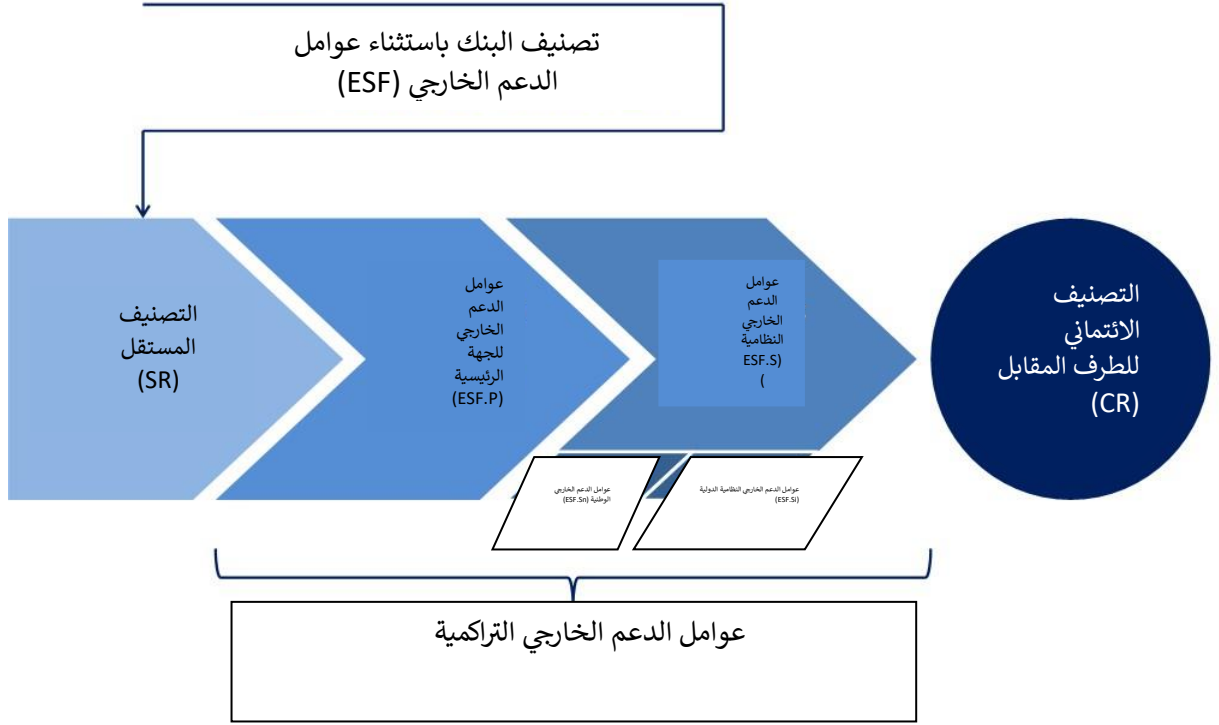 تصنيف البنك باستثناء عوامل
الدعم الخارجي (ESF)
التصنيف
المستقل
(SR)
عوامل
الدعم
الخارجي
للجهة
الرئيسية
(ESF.P)
عوامل
الدعم
الخارجي
النظامية
(ESF.S
)
التصنيف
الائتماني
للطرف المقابل
(CR)
عوامل الدعم الخارجي
الوطنية (ESF.Sn)
عوامل الدعم الخارجي النظامية الدولية
(ESF.SI)
عوامل الدعم الخارجي التراكمية